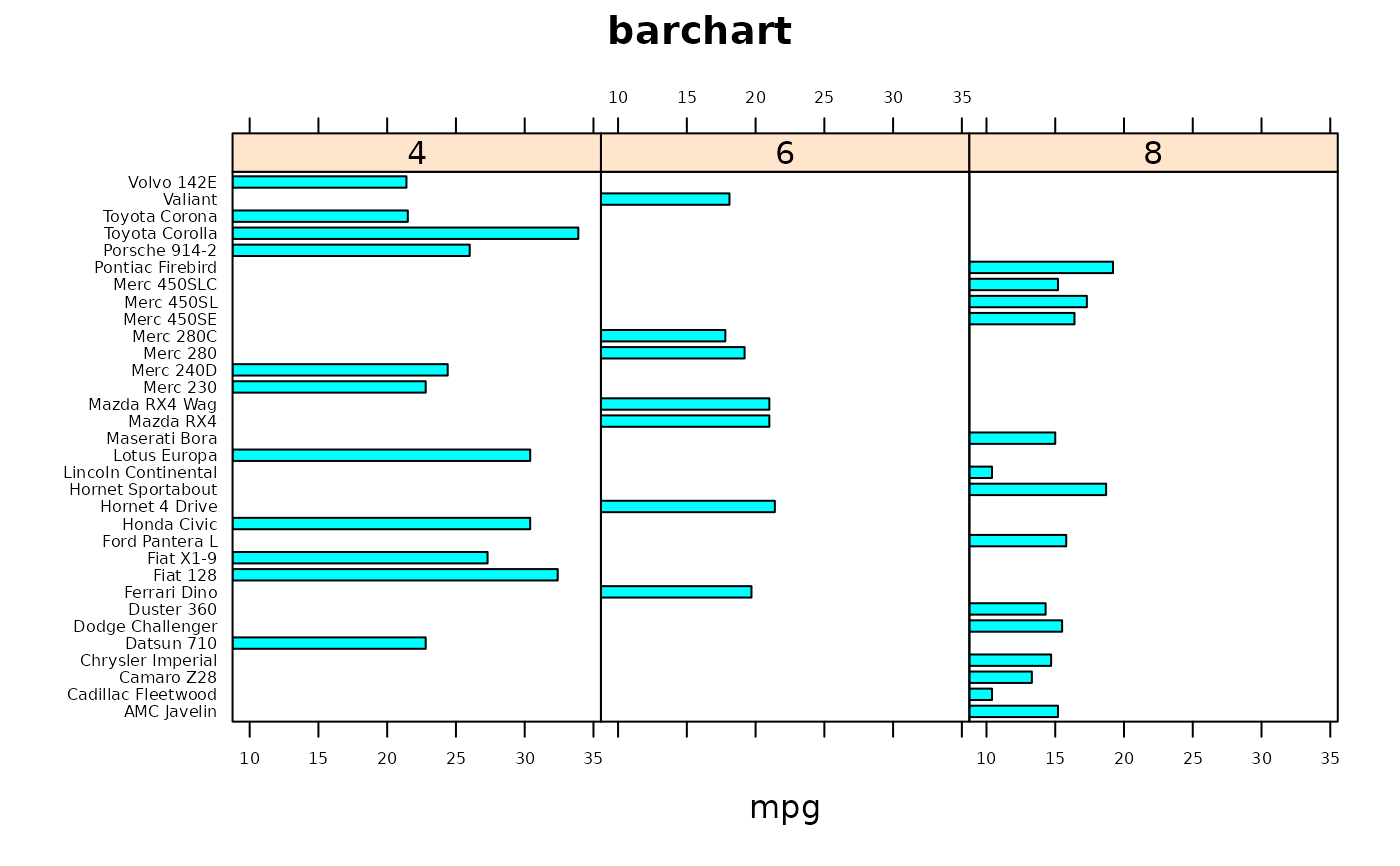 barchart
10 15 20 25 30 35
4 6 8
Volvo 142E
Valiant
Toyota Corona
Toyota Corolla
Porsche 914-2
Pontiac Firebird
Merc 450SLC
Merc 450SL
Merc 450SE
Merc 280C
Merc 280
Merc 240D
Merc 230
Mazda RX4 Wag
Mazda RX4
Maserati Bora
Lotus Europa
Lincoln Continental
Hornet Sportabout
Hornet 4 Drive
Honda Civic
Ford Pantera L
Fiat X1-9
Fiat 128
Ferrari Dino
Duster 360
Dodge Challenger
Datsun 710
Chrysler Imperial
Camaro Z28
Cadillac Fleetwood
AMC Javelin
10 15 20 25 30 35 10 15 20 25 30 35
mpg